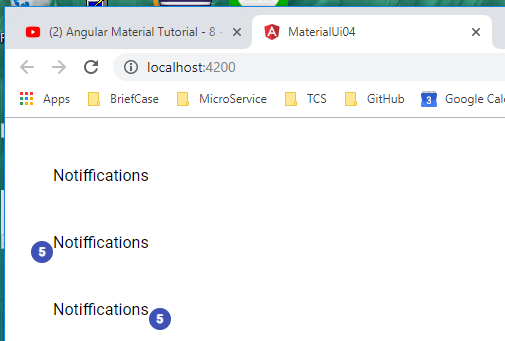 (2) Angular Material Tutorial - 8 -
MaterialUi04
localhost:4200
Apps BriefCase MicroService TCS GitHub 3 Google Cal
Notiffications
Notiffications
5
Notiffications
5